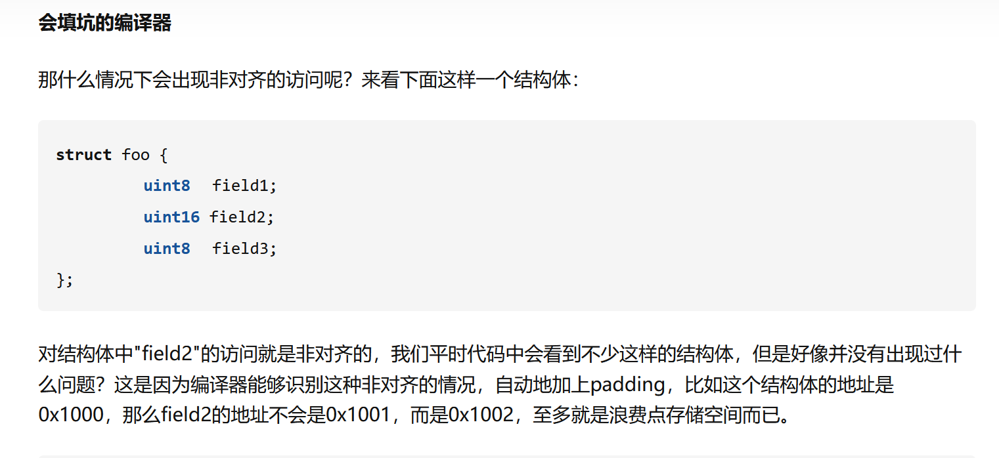 会填坑的编译器
那什么情况下会出现非对齐的访问呢？来看下面这样一个结构体：
struct foo {
uint8 field1;
uint16 field2;
uint8 field3;
};
对结构体中"field2"的访问就是非对齐的，我们平时代码中会看到不少这样的结构体，但是好像并没有出现过什
么问题？这是因为编译器能够识别这种非对齐的情况，自动地加上padding，比如这个结构体的地址是
0x1000，那么field2的地址不会是0x1001，而是0x1002，至多就是浪费点存储空间而已。